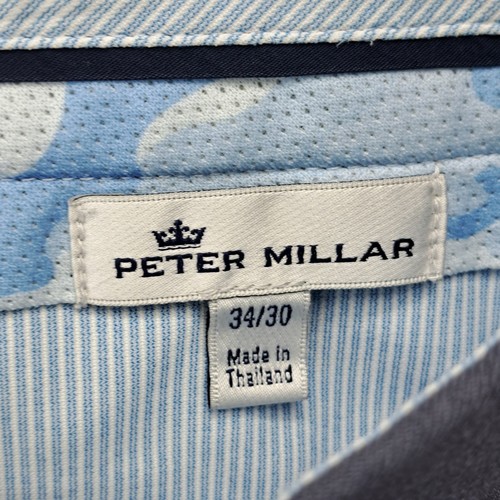 PETER MILLAR
34/30
Made in
Thailand